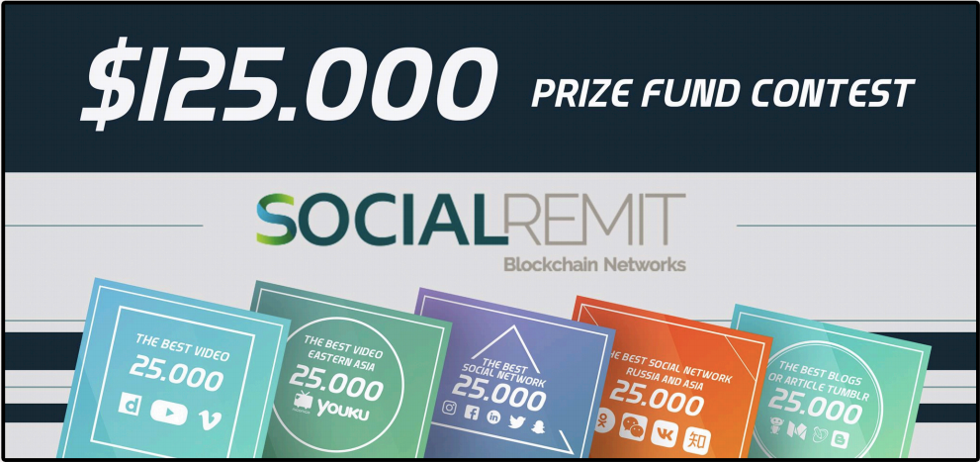 $125.000 PRIZE FUND CONTEST
SOCIALREMIT
Blockchain Networks
THE BEST VIDEO
25.000
THE BEST VIDEO
EASTERN ASIA
25.000
YOUKU
THE BEST
SOCIAL NETWORK
25.000
THE BEST SOCIAL NETWORK
RUSSIA AND ASIA
25.000
知
THE BEST BLOGS
OR ARTICLE TUMBLR
25.000